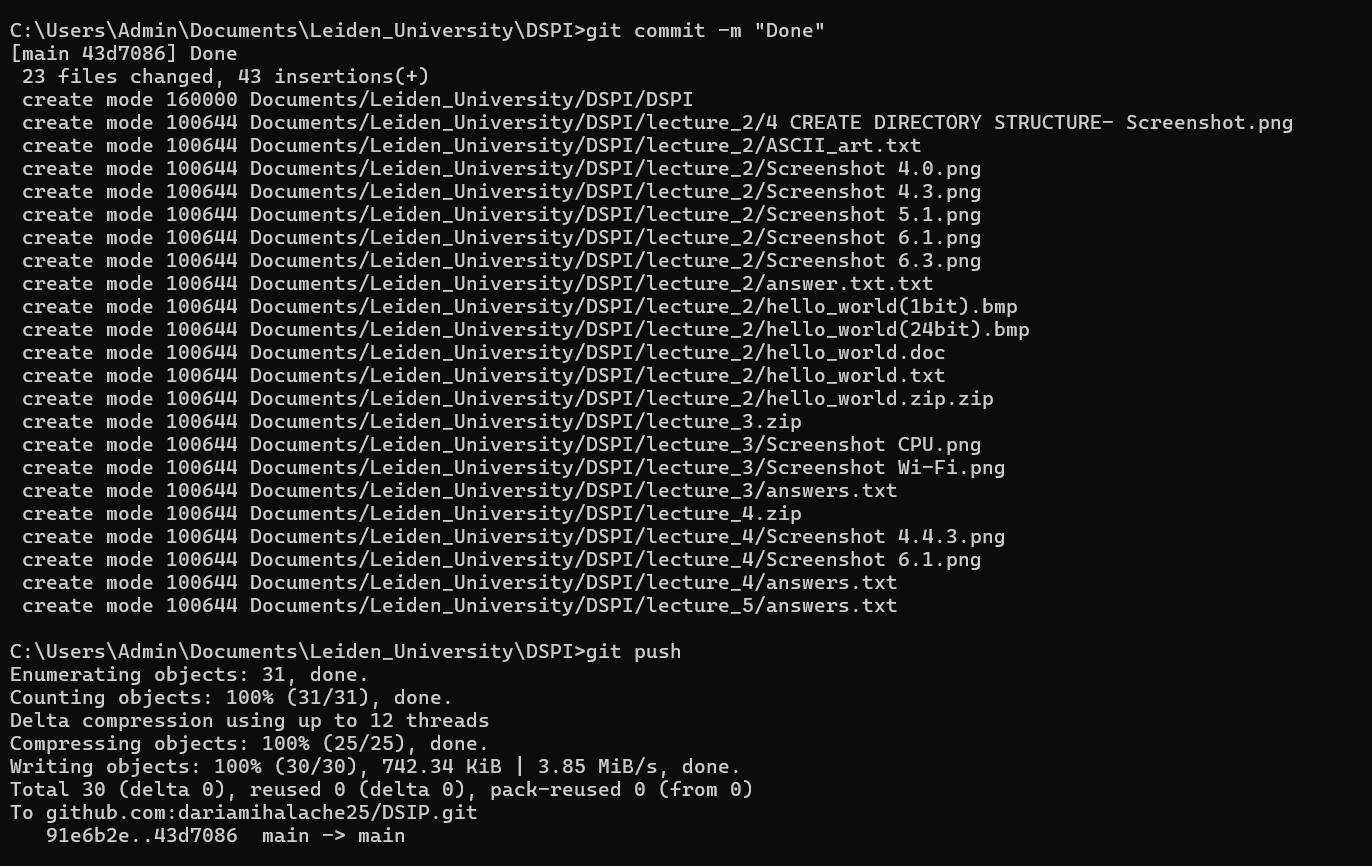 C:\Users\Admin\Documents\Leiden_University\DSPI>git commit -m "Done"
[main 43d7086] Done
 23 files changed, 43 insertions(+)
 create mode 160000 Documents/Leiden_University/DSPI/DSPI
 create mode 100644 Documents/Leiden_University/DSPI/lecture_2/4 CREATE DIRECTORY STRUCTURE- Screenshot.png
 create mode 100644 Documents/Leiden_University/DSPI/lecture_2/ASCII_art.txt
 create mode 100644 Documents/Leiden_University/DSPI/lecture_2/Screenshot 4.0.png
 create mode 100644 Documents/Leiden_University/DSPI/lecture_2/Screenshot 4.3.png
 create mode 100644 Documents/Leiden_University/DSPI/lecture_2/Screenshot 5.1.png
 create mode 100644 Documents/Leiden_University/DSPI/lecture_2/Screenshot 6.1.png
 create mode 100644 Documents/Leiden_University/DSPI/lecture_2/Screenshot 6.3.png
 create mode 100644 Documents/Leiden_University/DSPI/lecture_2/answer.txt.txt
 create mode 100644 Documents/Leiden_University/DSPI/lecture_2/hello_world(1bit).bmp
 create mode 100644 Documents/Leiden_University/DSPI/lecture_2/hello_world(24bit).bmp
 create mode 100644 Documents/Leiden_University/DSPI/lecture_2/hello_world.doc
 create mode 100644 Documents/Leiden_University/DSPI/lecture_2/hello_world.txt
 create mode 100644 Documents/Leiden_University/DSPI/lecture_2/hello_world.zip.zip
 create mode 100644 Documents/Leiden_University/DSPI/lecture_3.zip
 create mode 100644 Documents/Leiden_University/DSPI/lecture_3/Screenshot CPU.png
 create mode 100644 Documents/Leiden_University/DSPI/lecture_3/Screenshot Wi-Fi.png
 create mode 100644 Documents/Leiden_University/DSPI/lecture_3/answers.txt
 create mode 100644 Documents/Leiden_University/DSPI/lecture_4.zip
 create mode 100644 Documents/Leiden_University/DSPI/lecture_4/Screenshot 4.4.3.png
 create mode 100644 Documents/Leiden_University/DSPI/lecture_4/Screenshot 6.1.png
 create mode 100644 Documents/Leiden_University/DSPI/lecture_4/answers.txt
 create mode 100644 Documents/Leiden_University/DSPI/lecture_5/answers.txt

C:\Users\Admin\Documents\Leiden_University\DSPI>git push
Enumerating objects: 31, done.
Counting objects: 100% (31/31), done.
Delta compression using up to 12 threads
Compressing objects: 100% (25/25), done.
Writing objects: 100% (30/30), 742.34 KiB | 3.85 MiB/s, done.
Total 30 (delta 0), reused 0 (delta 0), pack-reused 0 (from 0)
To github.com:dariamihalache25/DSIP.git
   91e6b2e..43d7086  main -> main